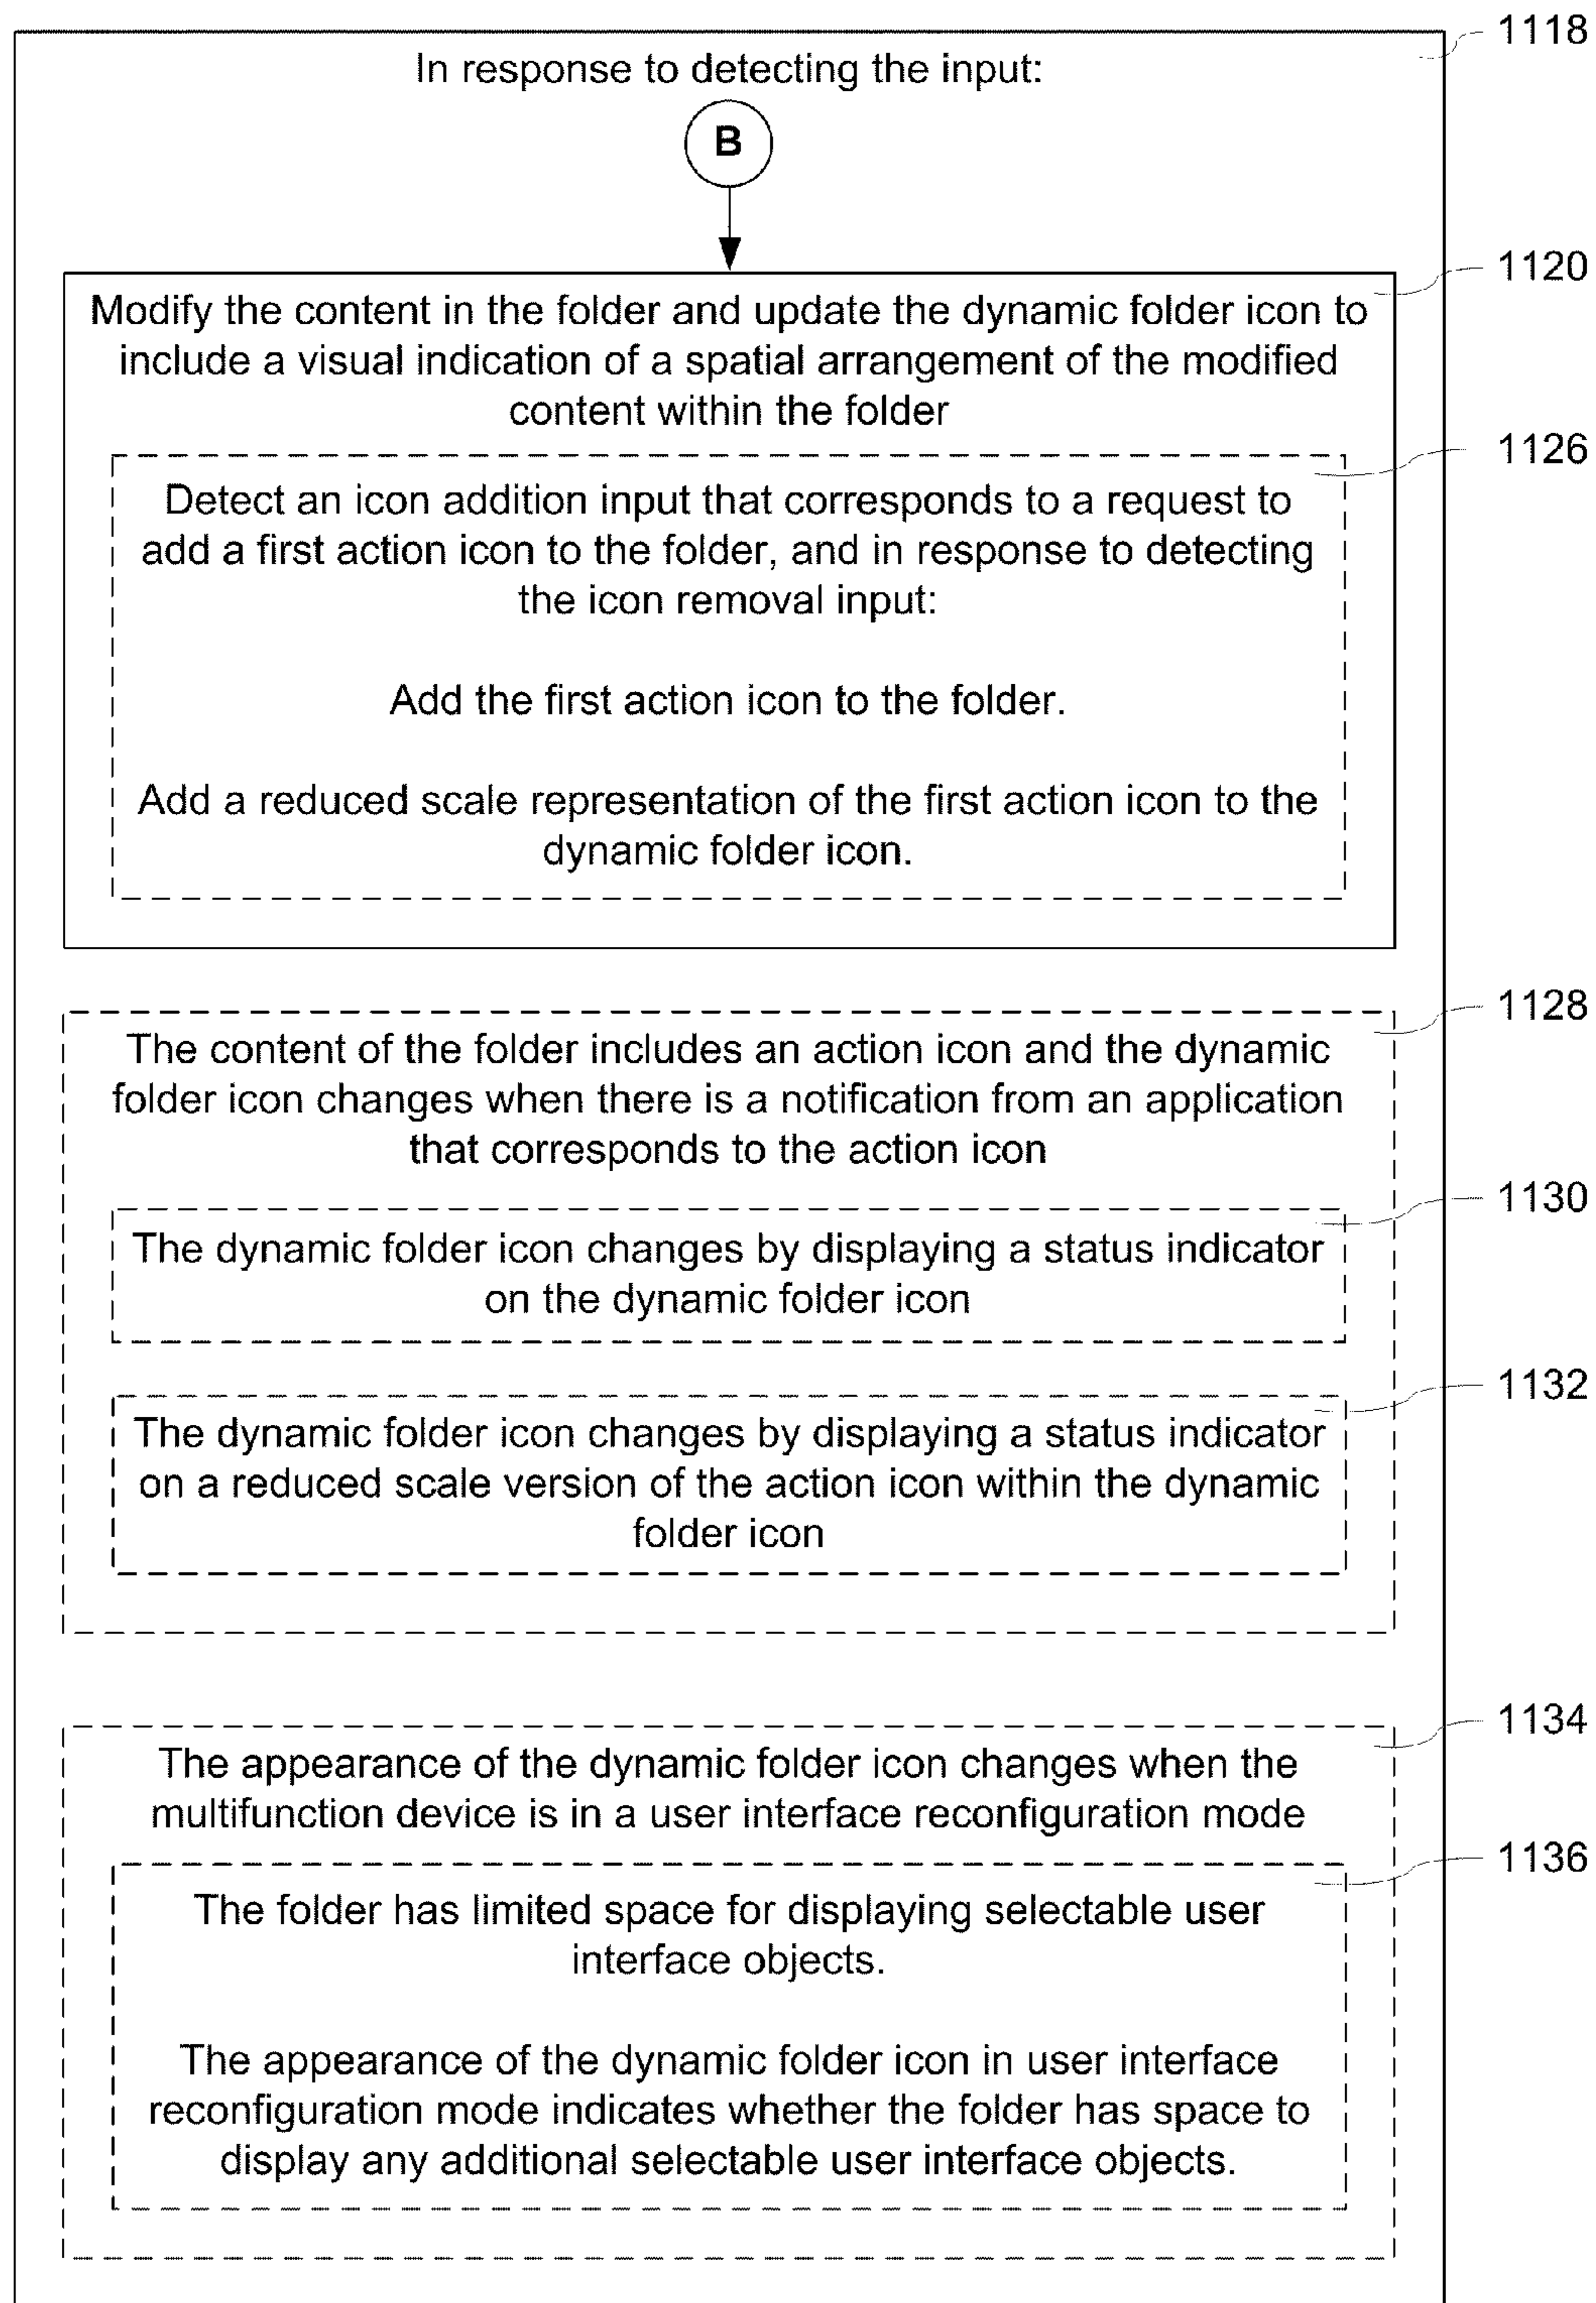 1118
In response to detecting the input:
B
1120
Modify the content in the folder and update the dynamic folder icon to
include a visual indication of a spatial arrangement of the modified
content within the folder
1126
Detect an icon addition input that corresponds to a request to
add a first action icon to the folder, and in response to detecting
the icon removal input:
Add the first action icon to the folder.
Add a reduced scale representation of the first action icon to the
dynamic folder icon.
1128
The content of the folder includes an action icon and the dynamic
folder icon changes when there is a notification from an application
that corresponds to the action icon
1130
The dynamic folder icon changes by displaying a status indicator
on the dynamic folder icon
1132
The dynamic folder icon changes by displaying a status indicator
on a reduced scale version of the action icon within the dynamic
folder icon
1134
The appearance of the dynamic folder icon changes when the
multifunction device is in a user interface reconfiguration mode
1136
The folder has limited space for displaying selectable user
interface objects.
The appearance of the dynamic folder icon in user interface
reconfiguration mode indicates whether the folder has space to
display any additional selectable user interface objects.